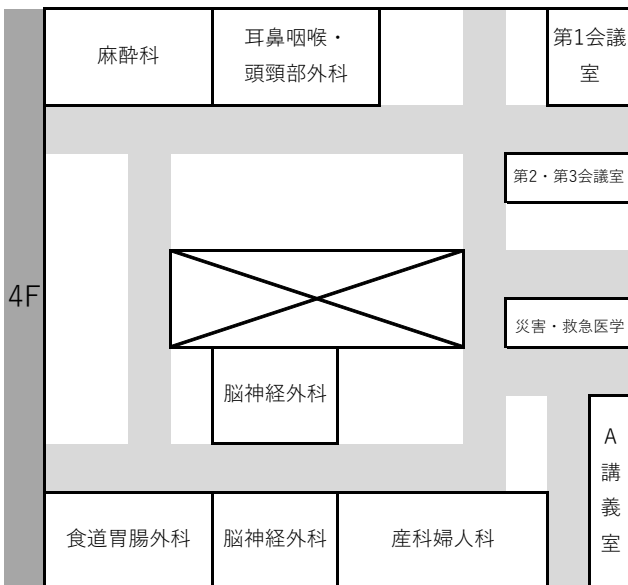 麻酔科
耳鼻咽喉・
頭頸部外科
第1会議
室
第2・第3会議室
4F
災害・救急医学
脳神経外科
A
講
義
室
食道胃腸外科
脳神経外科
産科婦人科